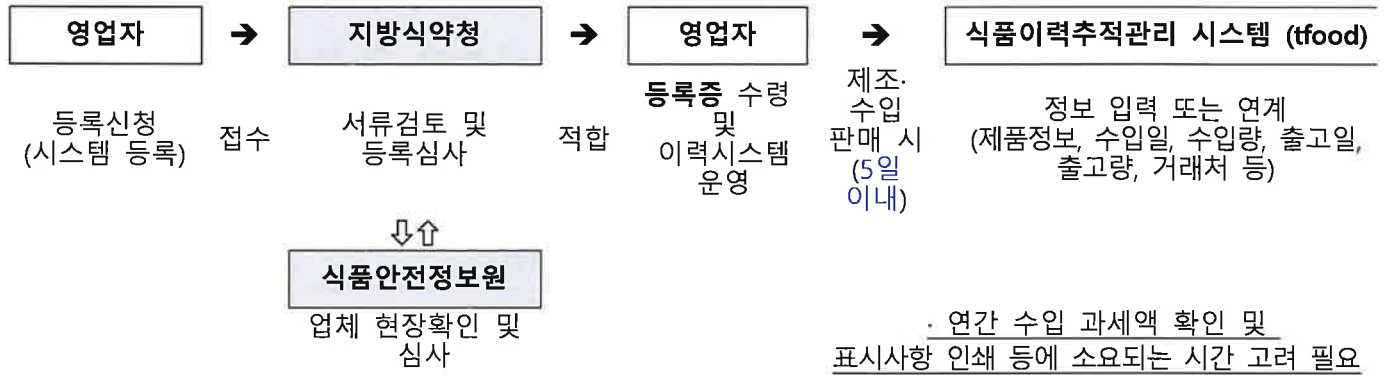 영업자 → 지방식약청 → 영업자 → 식품이력추적관리 시스템 (tfood)
등록신청
(시스템 등록)
접수
서류검토 및
등록심사
적합
등록증 수령
및
이력시스템
운영
제조·
수입
판매 시
(5일
이내)
정보 입력 또는 연계
(제품정보, 수입일, 수입량, 출고일,
출고량, 거래처 등)
⇩⇧
식품안전정보원
업체 현장확인 및
심사
· 연간 수입 과세액 확인 및
표시사항 인쇄 등에 소요되는 시간 고려 필요